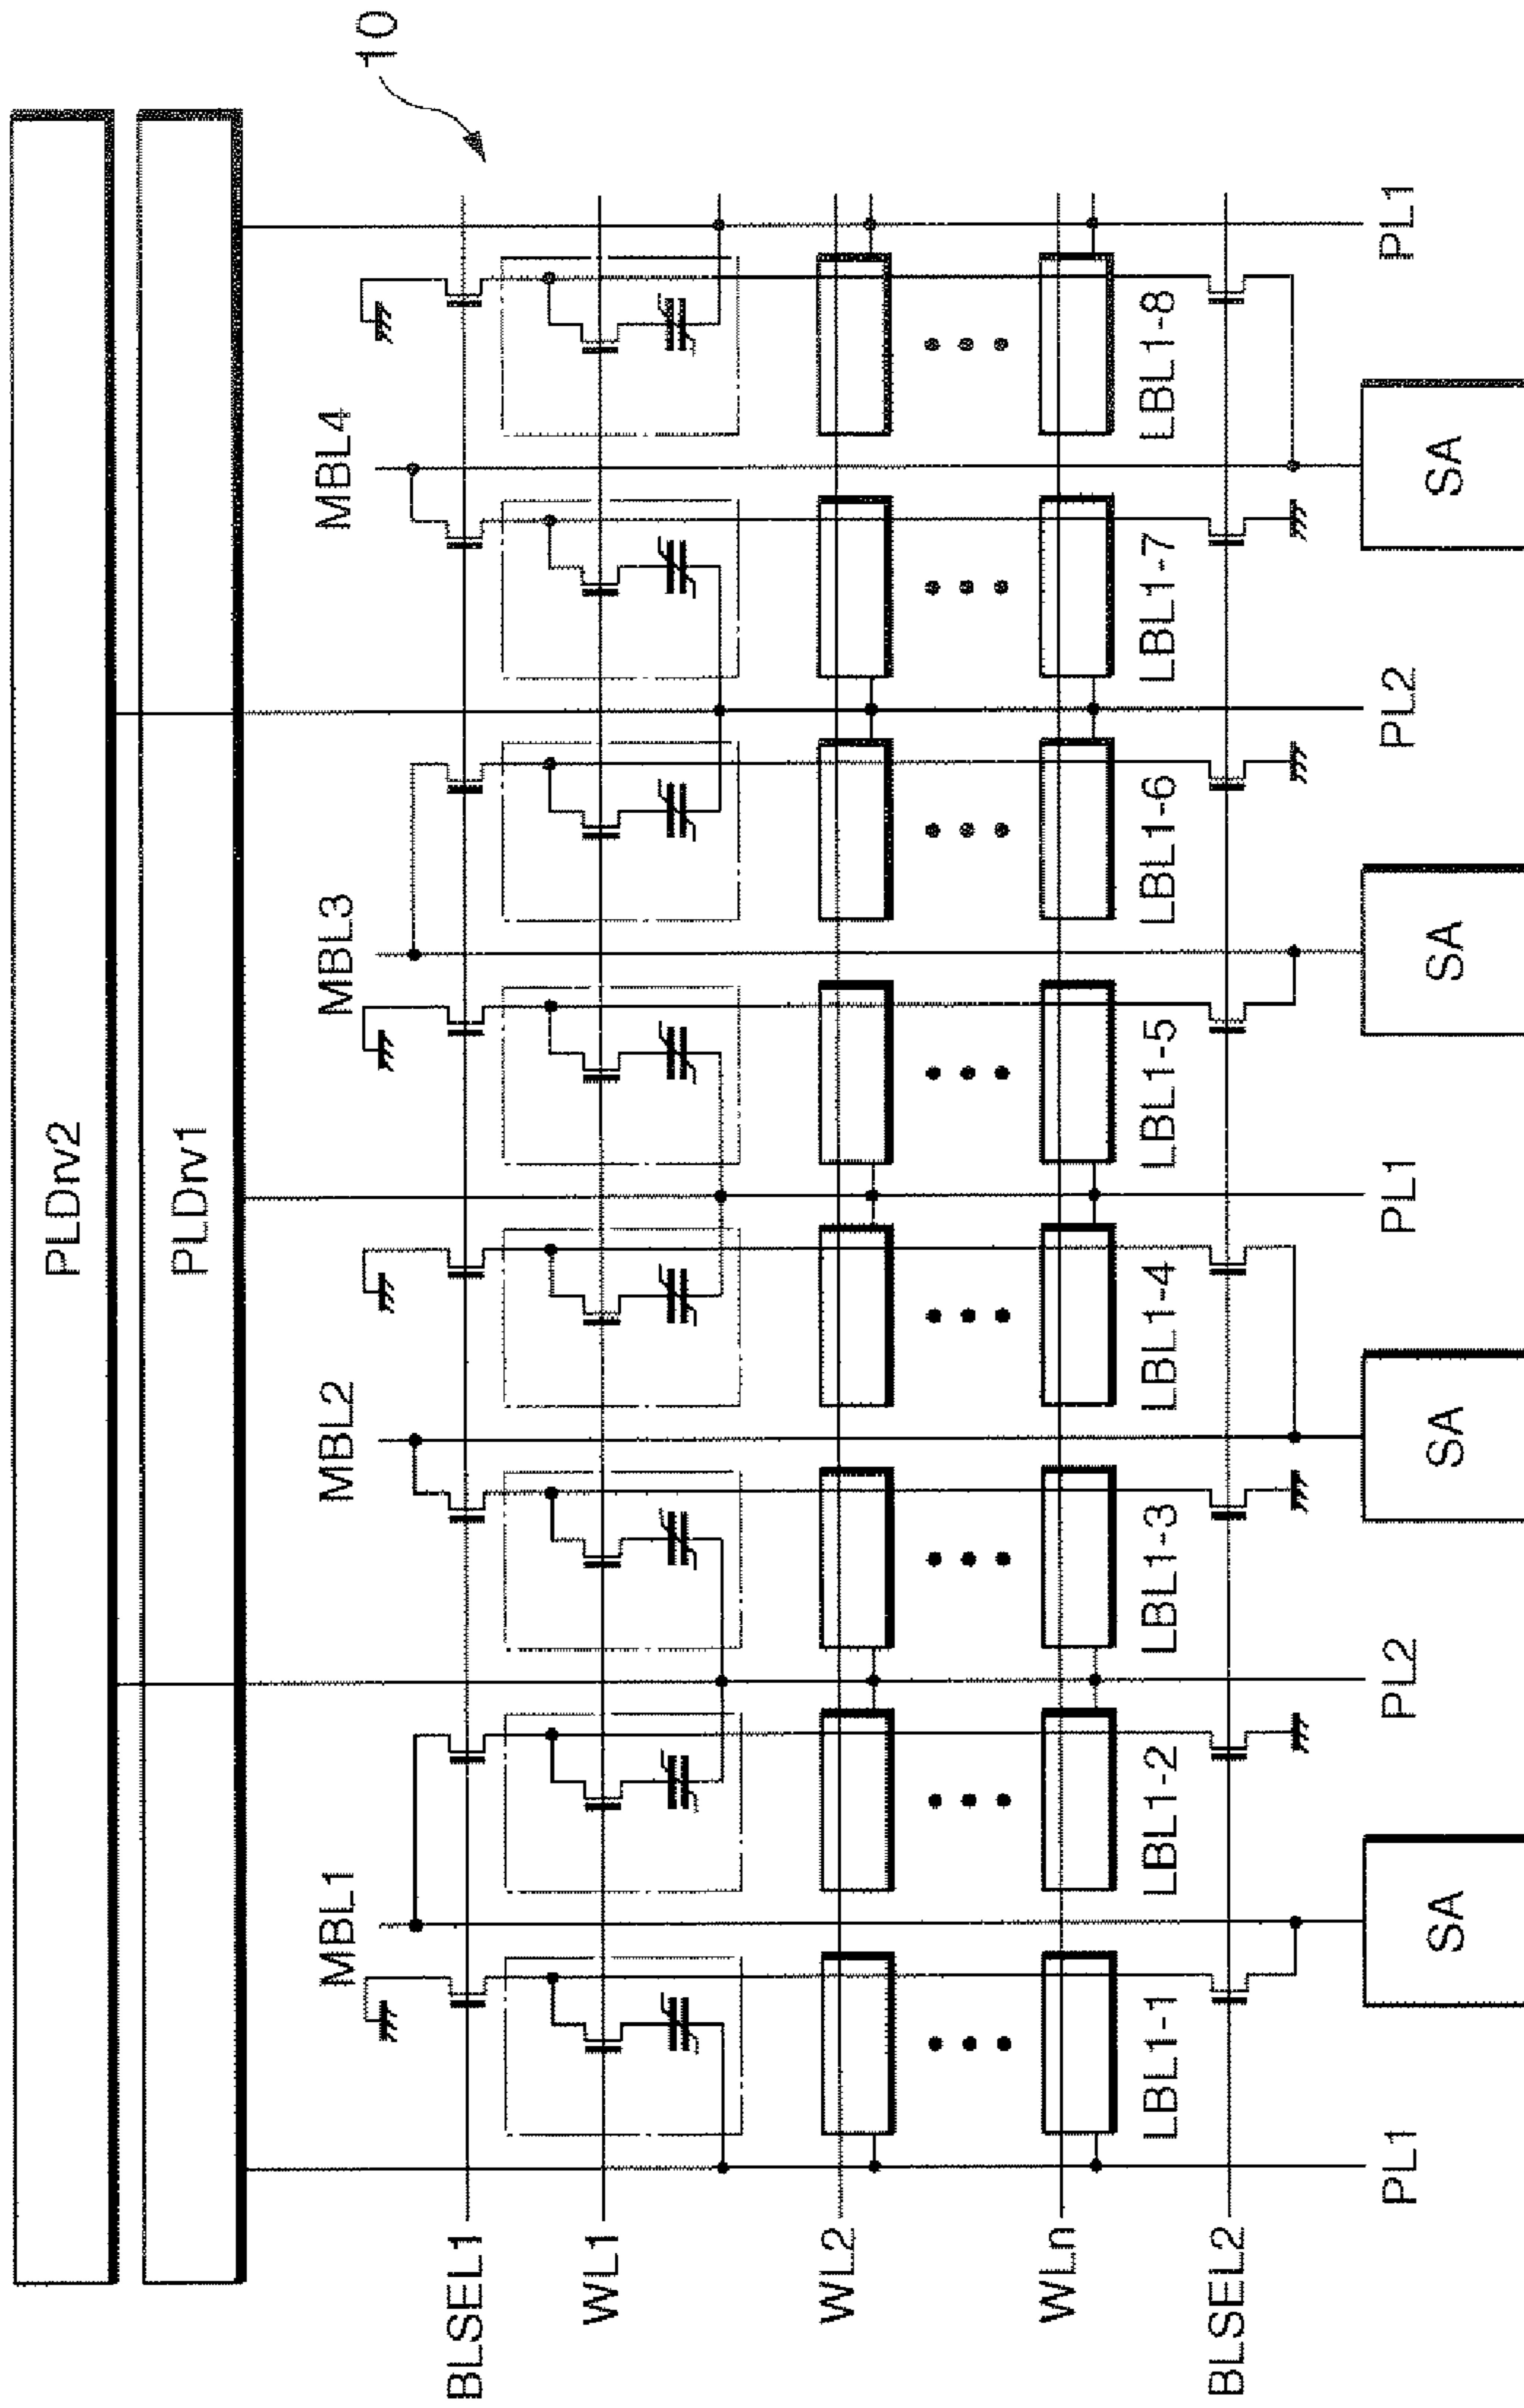 PLDrv2
PLDrv1
10
MBL1
MBL2
MBL3
MBL4
BLSEL1
WL1
WL2
WLn
LBL1-1
LBL1-2
LBL1-3
LBL1-4
LBL1-5
LBL1-6
LBL1-7
LBL1-8
BLSEL2
PL1
PL2
PL1
PL2
PL1
SA
SA
SA
SA